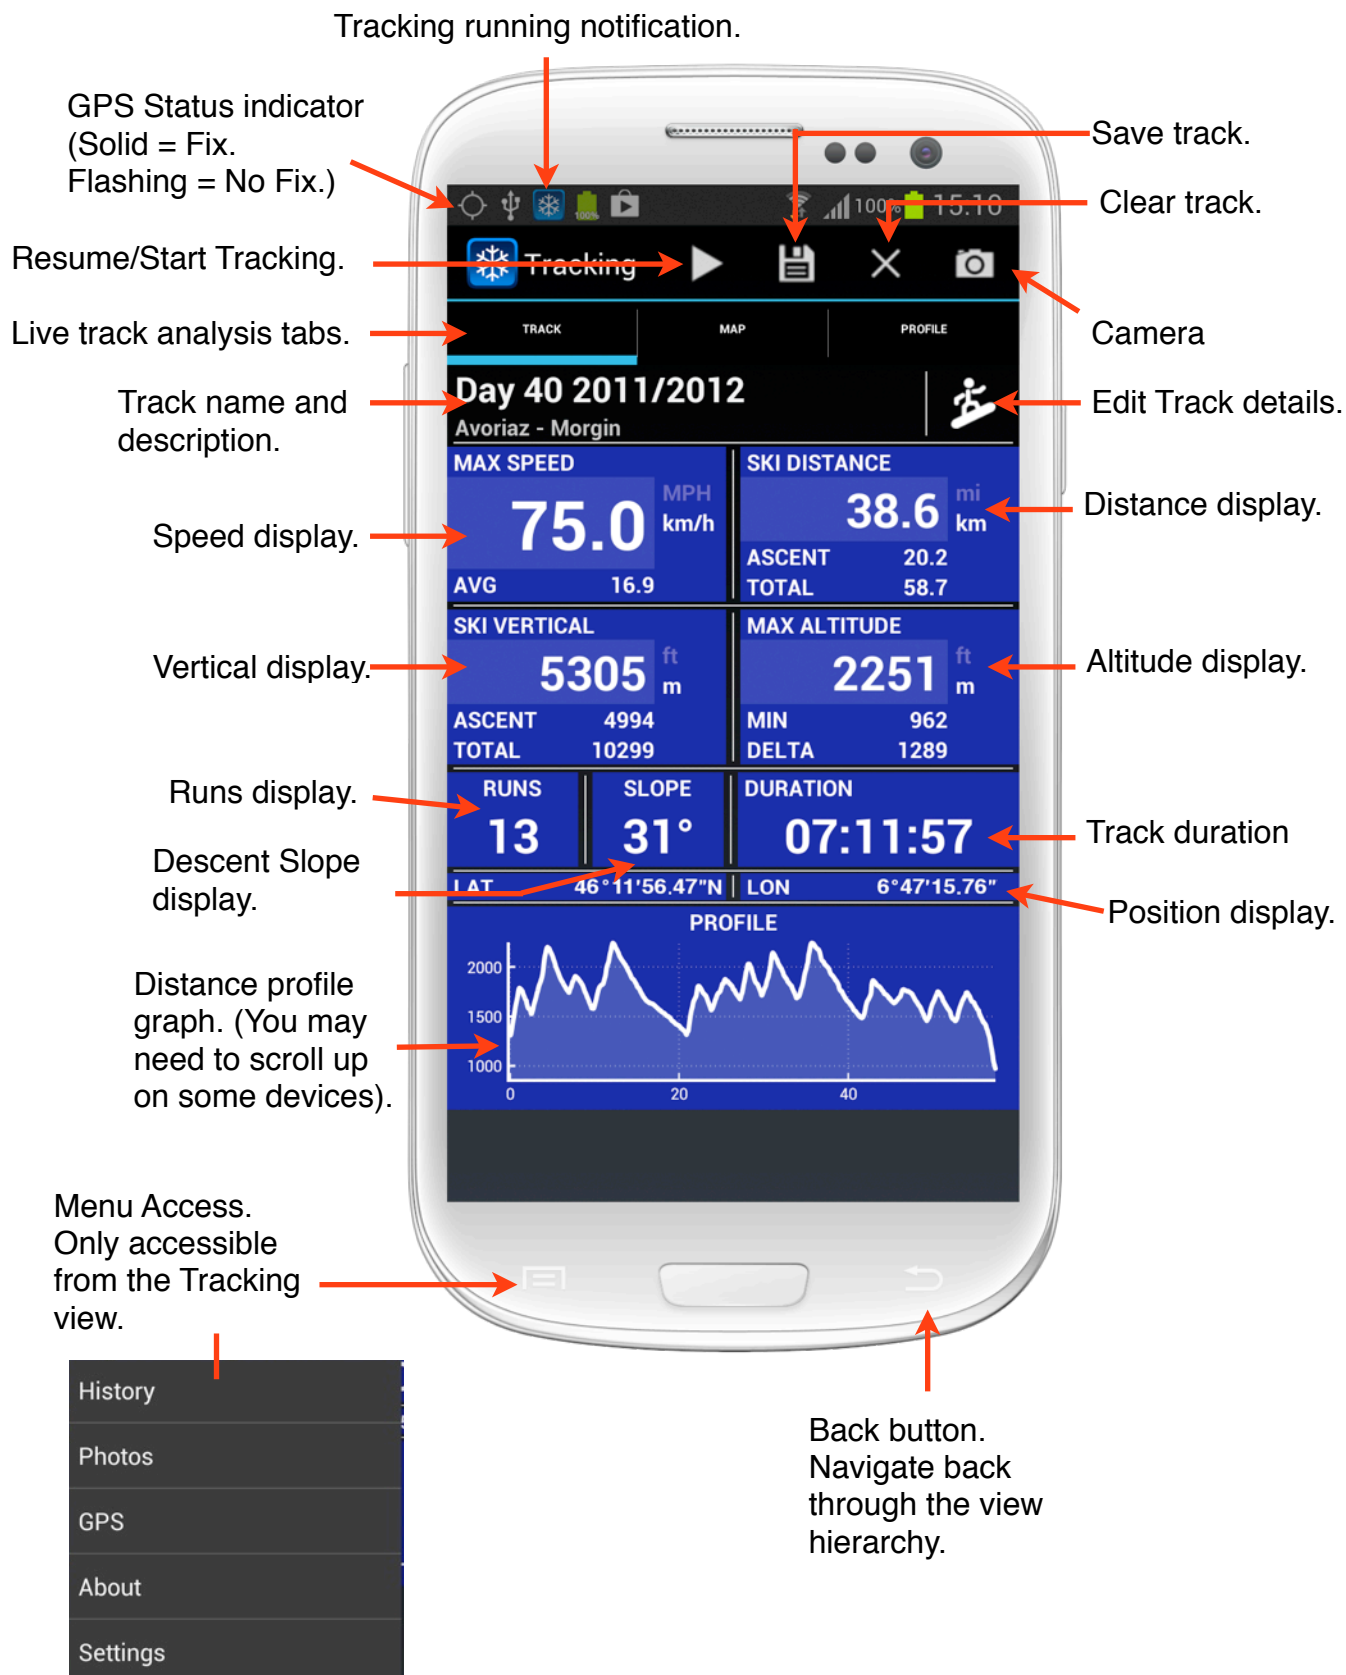 Tracking running notification.
GPS Status indicator
(Solid = Fix.
Flashing = No Fix.)
Save track.
Clear track.
100%
100%
15:10
Resume/Start Tracking.
Tracking
Camera
Live track analysis tabs.
TRACK
MAP
PROFILE
Track name and
description.
Day 40 2011/2012
Avoriaz - Morgin
Edit Track details.
MAX SPEED
75.0
MPH
km/h
AVG 16.9
Speed display.
SKI DISTANCE
38.6
mi
km
ASCENT 20.2
TOTAL 58.7
Distance display.
SKI VERTICAL
5305
ft
m
ASCENT 4994
TOTAL 10299
Vertical display.
MAX ALTITUDE
2251
ft
m
MIN 962
DELTA 1289
Altitude display.
Runs display.
RUNS
13
SLOPE
31°
DURATION
07:11:57
Track duration
Descent Slope
display.
LAT 46°11'56.47"N
LON 6°47'15.76"
Position display.
PROFILE
2000
1500
1000
0
20
40
Distance profile
graph. (You may
need to scroll up
on some devices).
Menu Access.
Only accessible
from the Tracking
view.
History
Photos
GPS
About
Settings
Back button.
Navigate back
through the view
hierarchy.